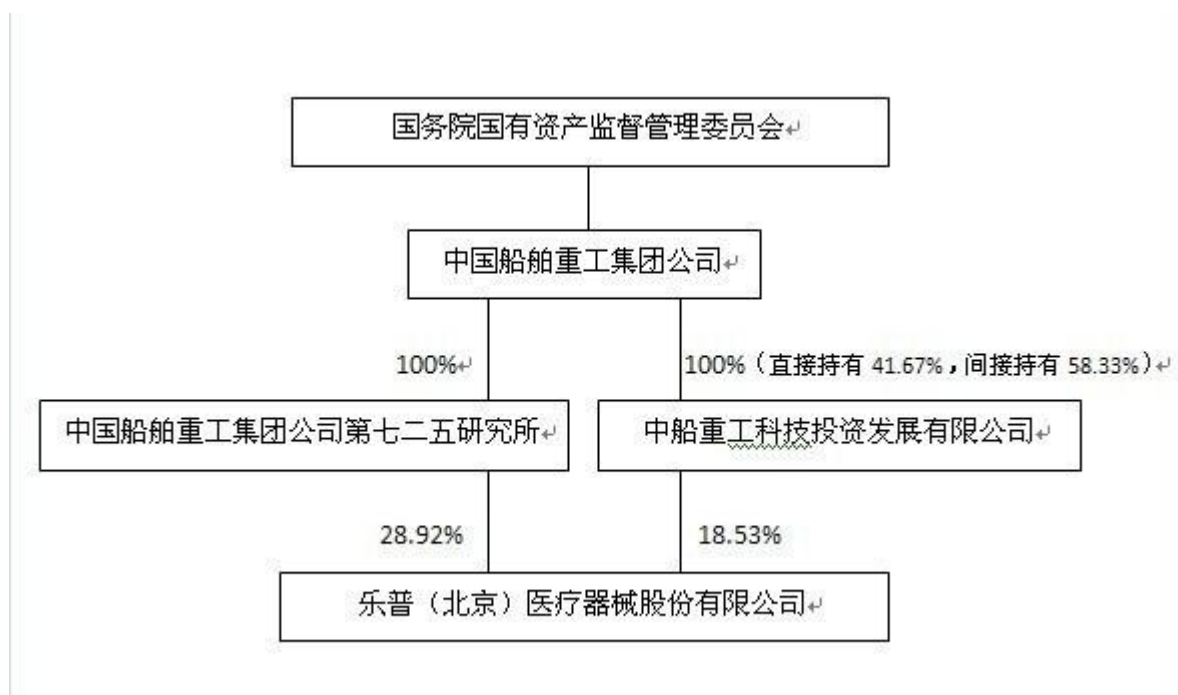 国务院国有资产监督管理委员会↵
中国船舶重工集团公司↵
100%↵
100%（直接持有 41.67%，间接持有 58.33%）↵
中国船舶重工集团公司第七二五研究所↵
中船重工科技投资发展有限公司↵
28.92%
18.53%
乐普（北京）医疗器械股份有限公司↵